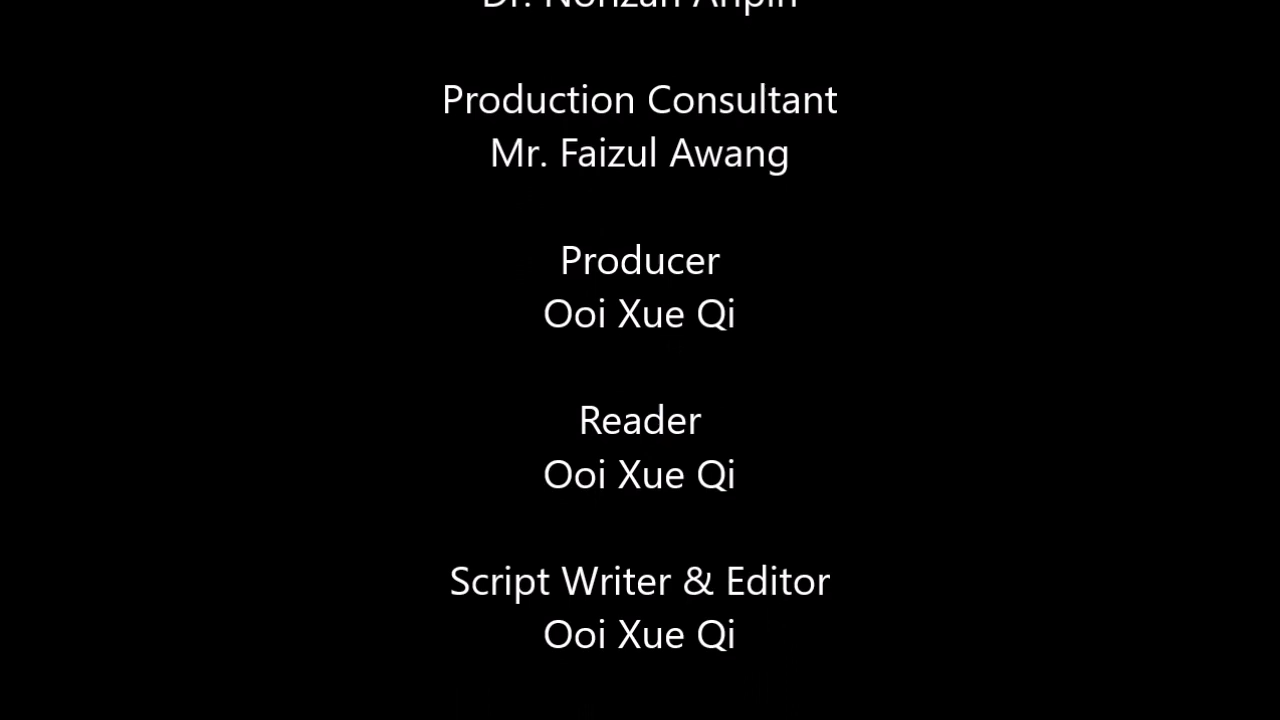 Dr.
Production Consultant
Mr. Faizul Awang
Producer
Ooi Xue Qi
Reader
Ooi Xue Qi
Script Writer & Editor
Ooi Xue Qi